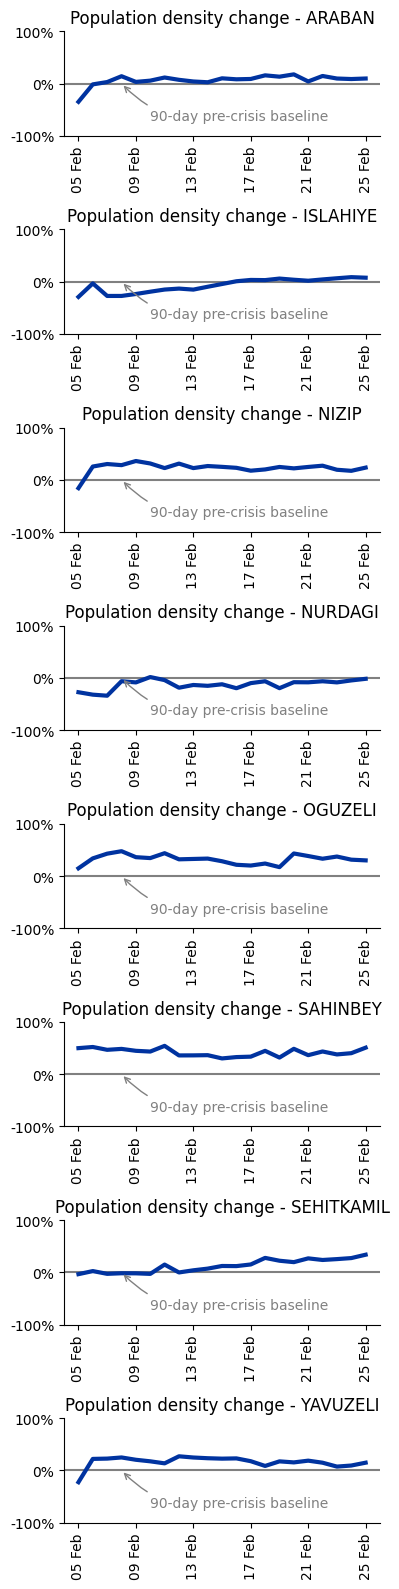 Population density change - ARABAN
100%
0%
-100%
90-day pre-crisis baseline
05 Feb
09 Feb
13 Feb
17 Feb
21 Feb
25 Feb
Population density change - ISLAHIYE
100%
0%
-100%
90-day pre-crisis baseline
05 Feb
09 Feb
13 Feb
17 Feb
21 Feb
25 Feb
Population density change - NIZIP
100%
0%
-100%
90-day pre-crisis baseline
05 Feb
09 Feb
13 Feb
17 Feb
21 Feb
25 Feb
Population density change - NURDAGI
100%
0%
-100%
90-day pre-crisis baseline
05 Feb
09 Feb
13 Feb
17 Feb
21 Feb
25 Feb
Population density change - OGUZELI
100%
0%
-100%
90-day pre-crisis baseline
05 Feb
09 Feb
13 Feb
17 Feb
21 Feb
25 Feb
Population density change - SAHINBEY
100%
0%
-100%
90-day pre-crisis baseline
05 Feb
09 Feb
13 Feb
17 Feb
21 Feb
25 Feb
Population density change - SEHITKAMIL
100%
0%
-100%
90-day pre-crisis baseline
05 Feb
09 Feb
13 Feb
17 Feb
21 Feb
25 Feb
Population density change - YAVUZELI
100%
0%
-100%
90-day pre-crisis baseline
05 Feb
09 Feb
13 Feb
17 Feb
21 Feb
25 Feb